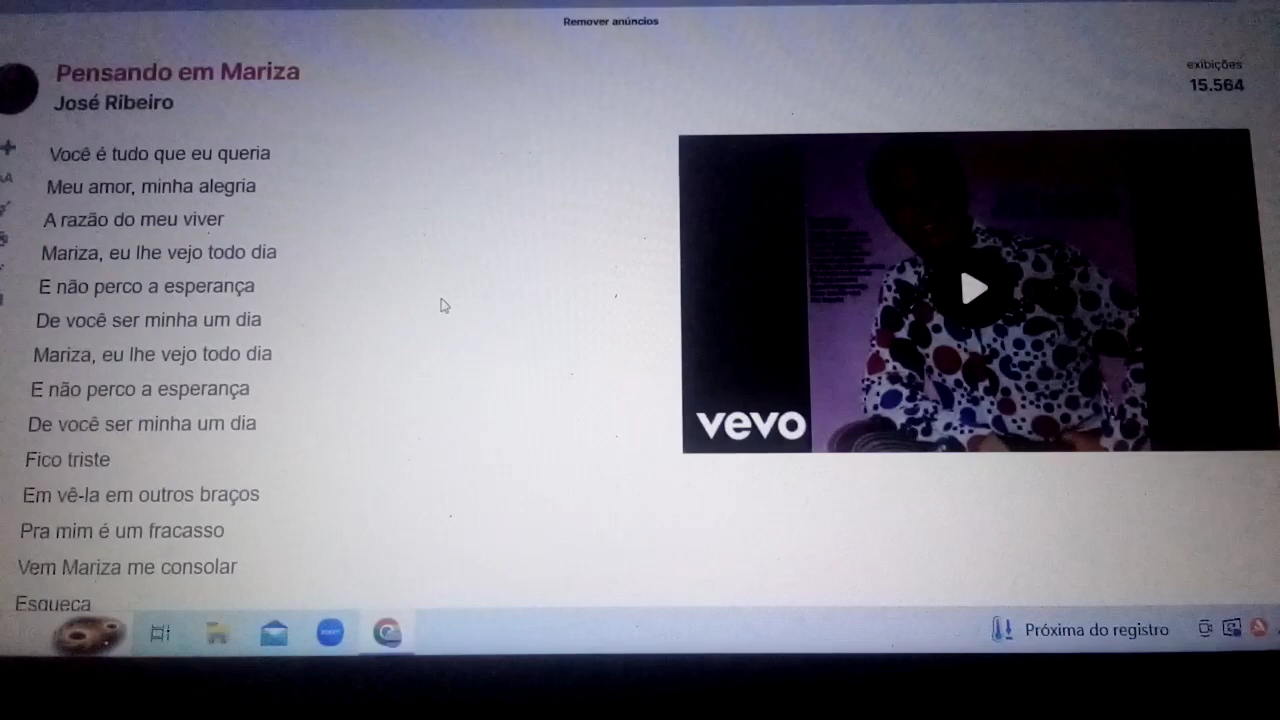 Remover anúncios
Pensando em Mariza
José Ribeiro
exibições
15.564
Você é tudo que eu queria
Meu amor, minha alegria
A razão do meu viver
Mariza, eu lhe vejo todo dia
E não perco a esperança
De você ser minha um dia
Mariza, eu lhe vejo todo dia
E não perco a esperança
De você ser minha um dia
Fico triste
Em vê-la em outros braços
Pra mim é um fracasso
Vem Mariza me consolar
Esqueça
vevo
zoom
Próxima do registro